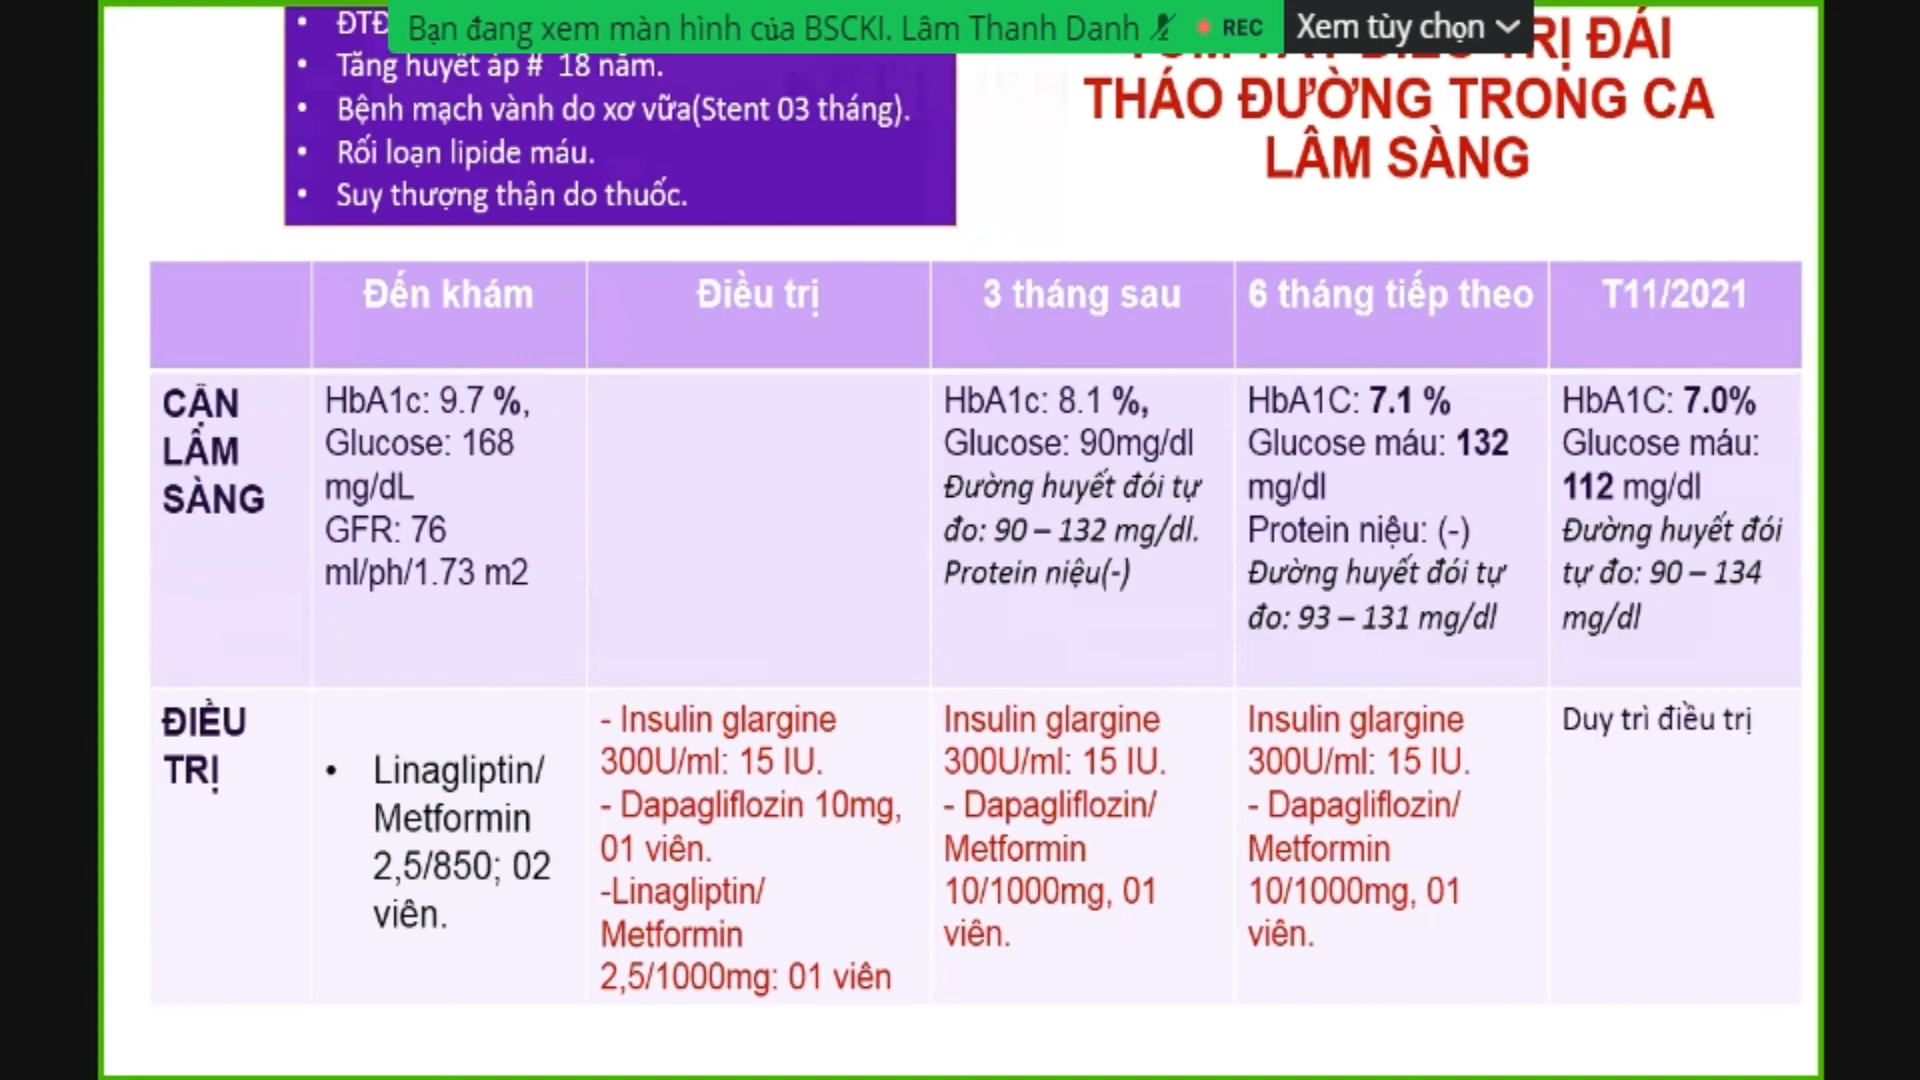 Bạn đang xem màn hình của BSCKI. Lâm Thanh Danh REC Xem tùy chọn
• ĐTĐ
• Tăng huyết áp # 18 năm.
• Bệnh mạch vành do xơ vữa(Stent 03 tháng).
• Rối loạn lipide máu.
• Suy thượng thận do thuốc.
TRỊ ĐÁI
THÁO ĐƯỜNG TRONG CA
LÂM SÀNG
Đến khám
Điều trị
3 tháng sau
6 tháng tiếp theo
T11/2021
CẬN
LÂM
SÀNG
HbA1c: 9.7 %,
Glucose: 168
mg/dL
GFR: 76
ml/ph/1.73 m2
HbA1c: 8.1 %,
Glucose: 90mg/dl
Đường huyết đói tự
đo: 90 – 132 mg/dl.
Protein niệu(-)
HbA1C: 7.1 %
Glucose máu: 132
mg/dl
Protein niệu: (-)
Đường huyết đói tự
đo: 93 – 131 mg/dl
HbA1C: 7.0%
Glucose máu:
112 mg/dl
Đường huyết đói
tự đo: 90 – 134
mg/dl
ĐIỀU
TRỊ
• Linagliptin/
Metformin
2,5/850; 02
viên.
- Insulin glargine
300U/ml: 15 IU.
- Dapagliflozin 10mg,
01 viên.
-Linagliptin/
Metformin
2,5/1000mg: 01 viên
Insulin glargine
300U/ml: 15 IU.
- Dapagliflozin/
Metformin
10/1000mg, 01
viên.
Insulin glargine
300U/ml: 15 IU.
- Dapagliflozin/
Metformin
10/1000mg, 01
viên.
Duy trì điều trị